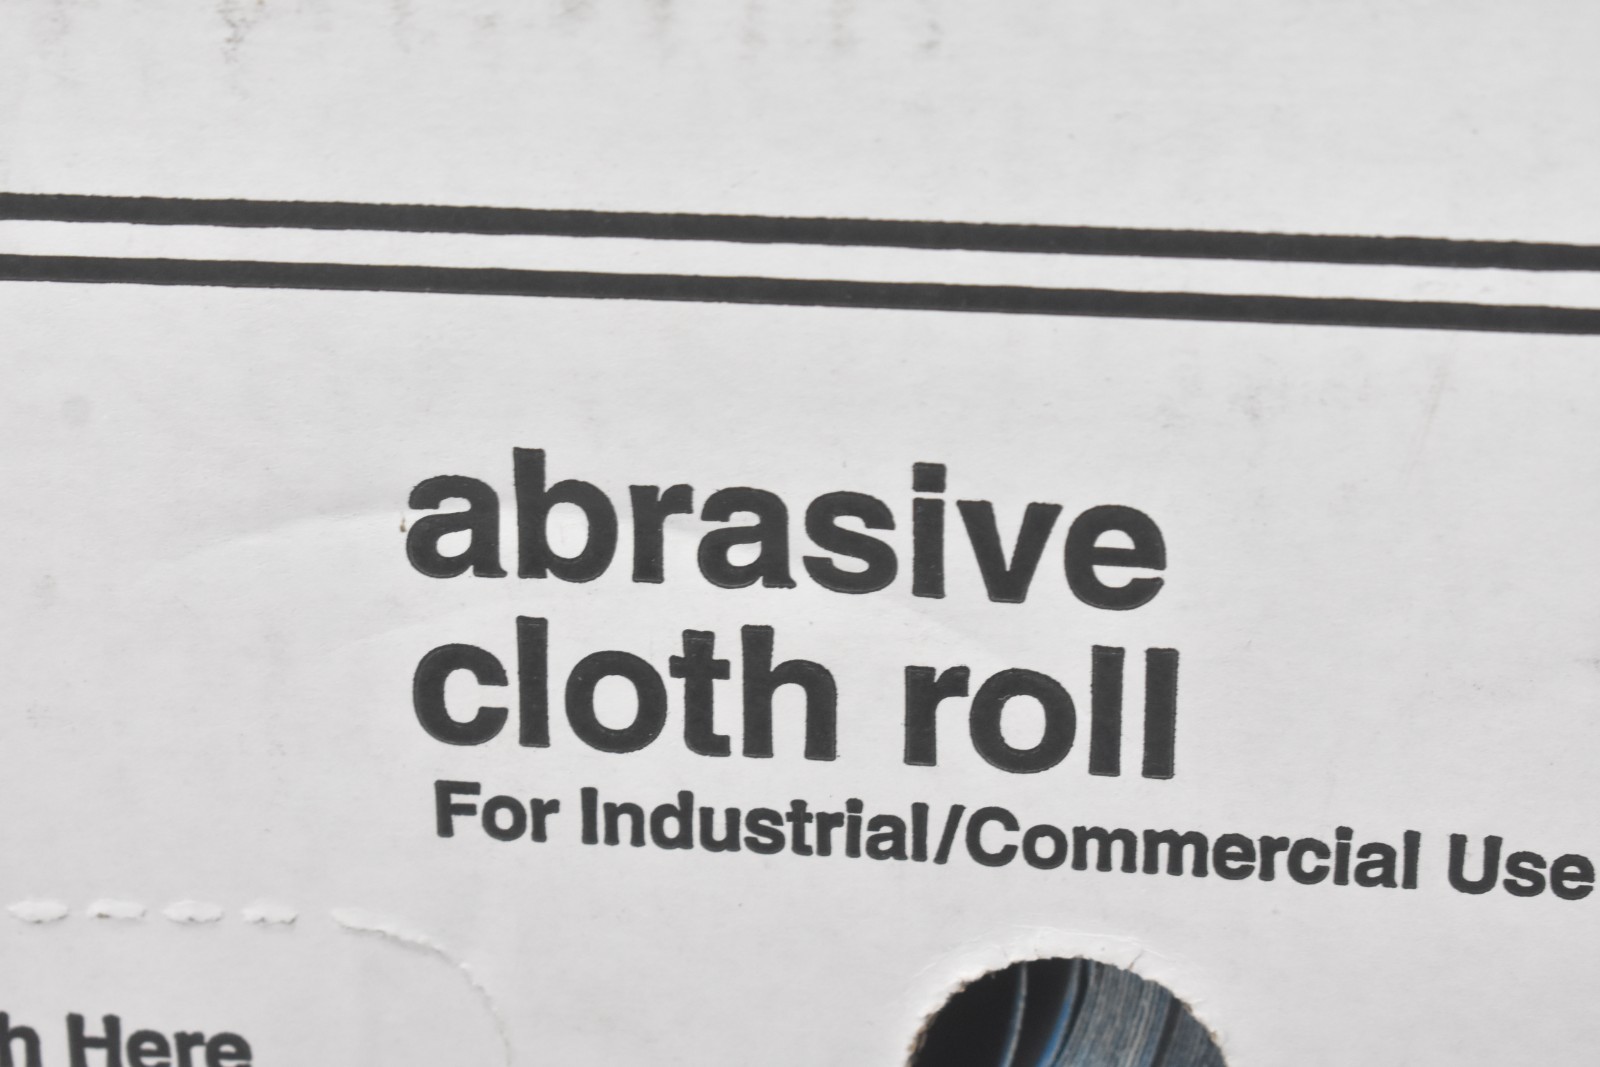 abrasive
cloth roll
For Industrial/Commercial Use
Here